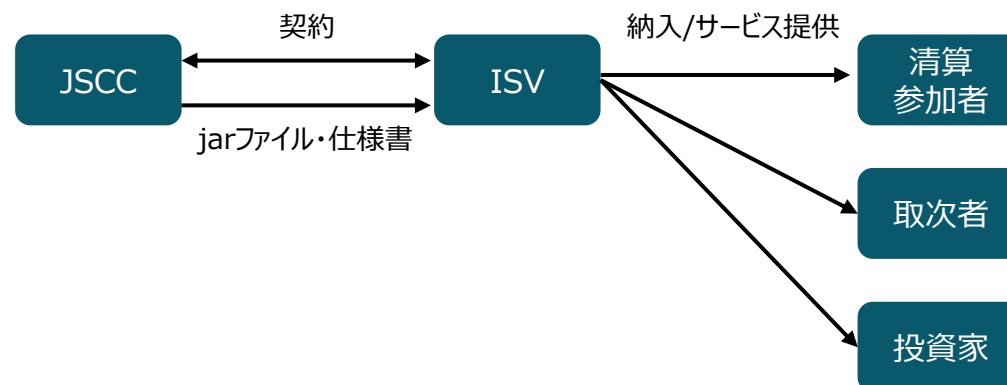 契約
納入/サービス提供
JSCC
ISV
清算
参加者
jarファイル・仕様書
取次者
投資家